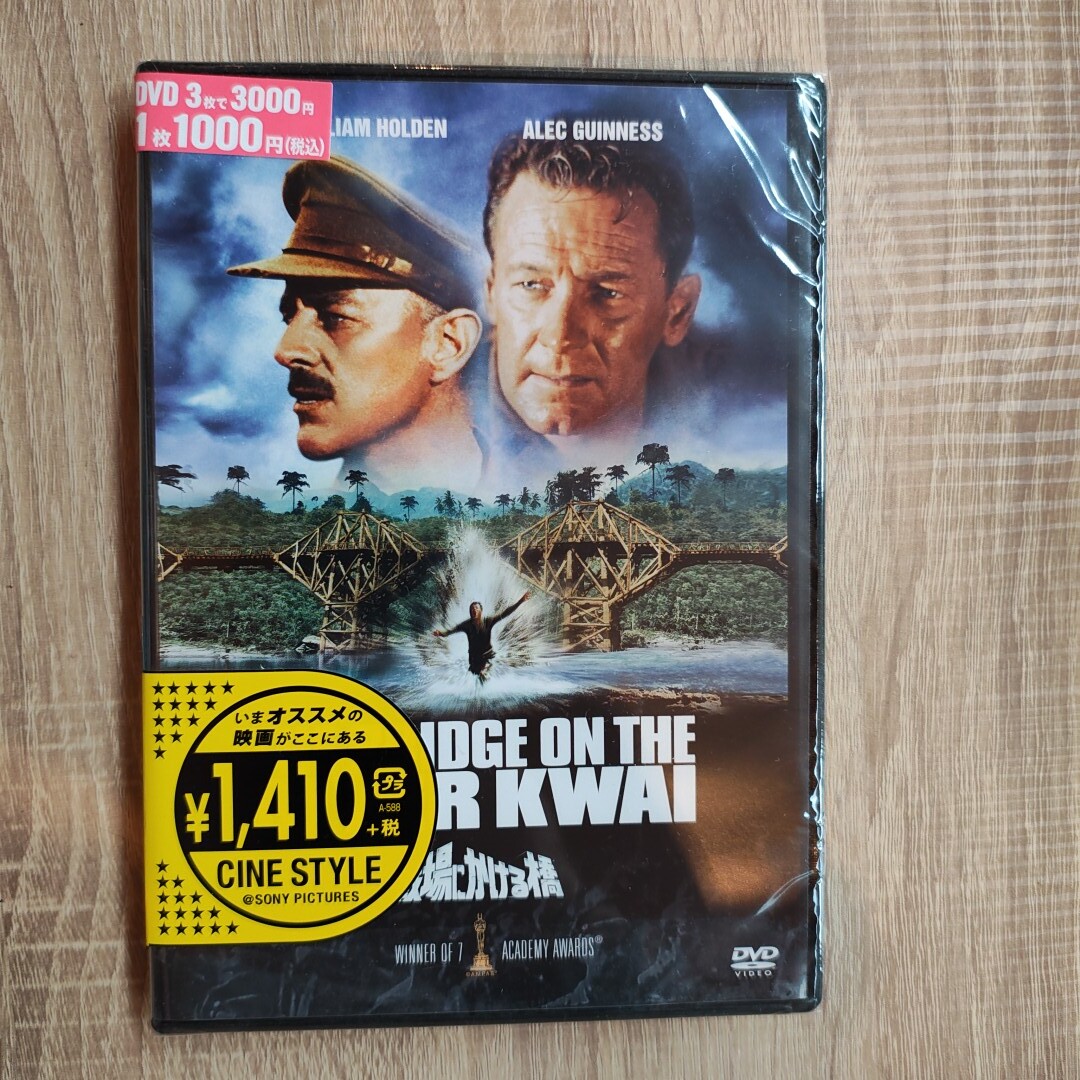 DVD 3枚で3000円
1枚1000円(税込)
LIAM HOLDEN
ALEC GUINNESS
いまオススメの
映画がここにある
¥1,410
+税
プラ
A-588
CINE STYLE
@SONY PICTURES
IDGE ON THE
R KWAI
場にかける橋
WINNER OF 7
ACADEMY AWARDS®
©AMPAS®
DVD
VIDEO